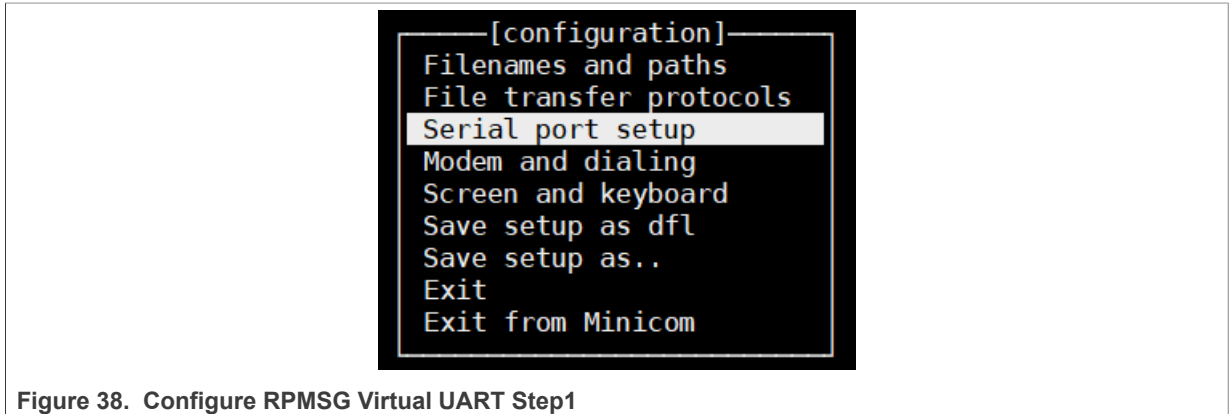 [configuration]
Filenames and paths
File transfer protocols
Serial port setup
Modem and dialing
Screen and keyboard
Save setup as dfl
Save setup as..
Exit
Exit from Minicom
Figure 38. Configure RPMSG Virtual UART Step1